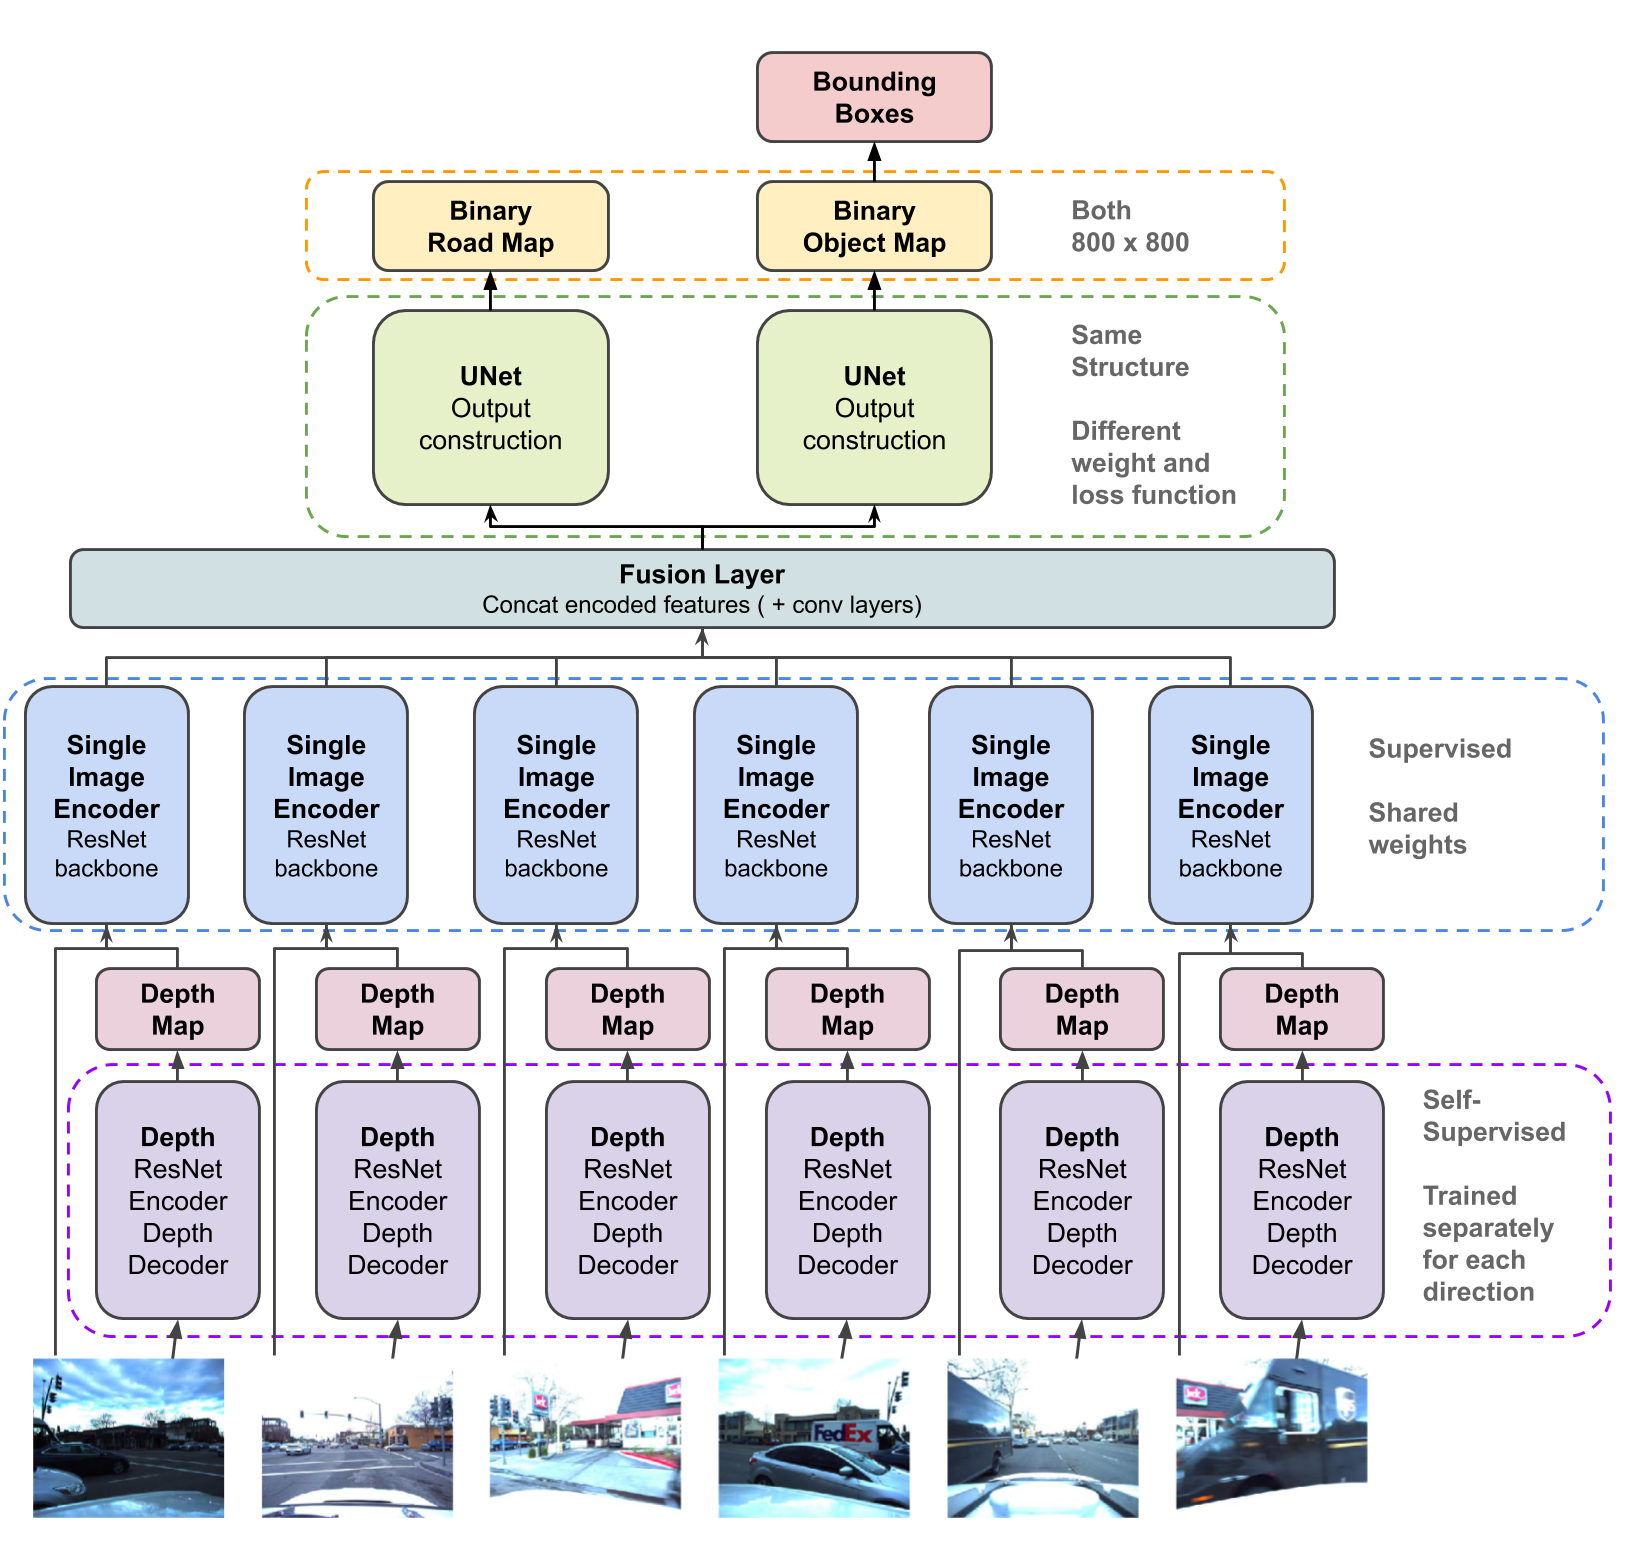 Bounding
Boxes
Binary
Road Map
Binary
Object Map
Both
800 x 800
UNet
Output
construction
UNet
Output
construction
Same
Structure
Different
weight and
loss function
Fusion Layer
Concat encoded features ( + conv layers)
Single
Image
Encoder
ResNet
backbone
Single
Image
Encoder
ResNet
backbone
Single
Image
Encoder
ResNet
backbone
Single
Image
Encoder
ResNet
backbone
Single
Image
Encoder
ResNet
backbone
Single
Image
Encoder
ResNet
backbone
Supervised
Shared
weights
Depth
Map
Depth
Map
Depth
Map
Depth
Map
Depth
Map
Depth
Map
Depth
ResNet
Encoder
Depth
Decoder
Depth
ResNet
Encoder
Depth
Decoder
Depth
ResNet
Encoder
Depth
Decoder
Depth
ResNet
Encoder
Depth
Decoder
Depth
ResNet
Encoder
Depth
Decoder
Depth
ResNet
Encoder
Depth
Decoder
Self-
Supervised
Trained
separately
for each
direction
FedEx